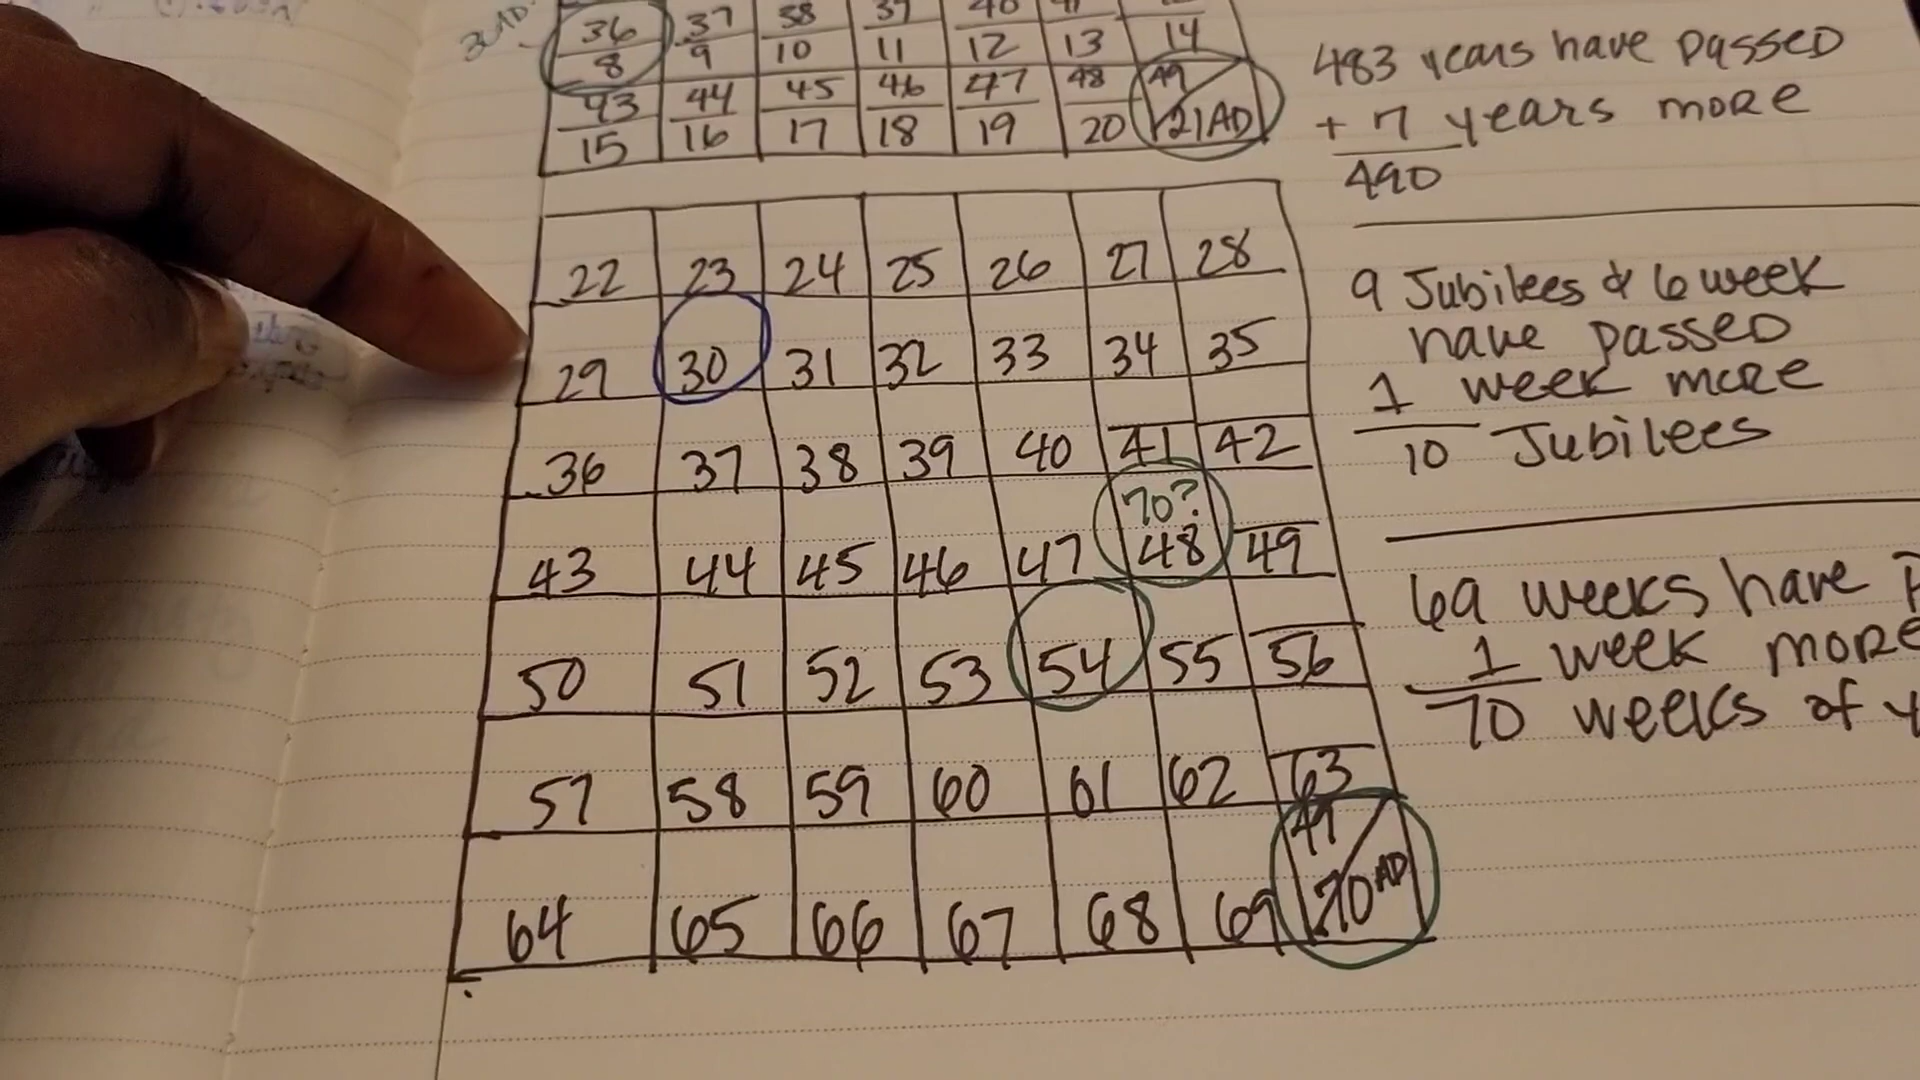 36 37 38 39 40 41
8 9 10 11 12 13 14
43 44 45 46 47 48 49
15 16 17 18 19 20 21AD
22 23 24 25 26 27 28
29 30 31 32 33 34 35
36 37 38 39 40 41 42
70?
43 44 45 46 47 48 49
50 51 52 53 54 55 56
57 58 59 60 61 62 63
49
64 65 66 67 68 69 70AD
483 years have passed
+ 7 years more
490
9 Jubilees & 6 week
have passed
1 week more
10 Jubilees
69 weeks have P
1 week more
70 weeks of y